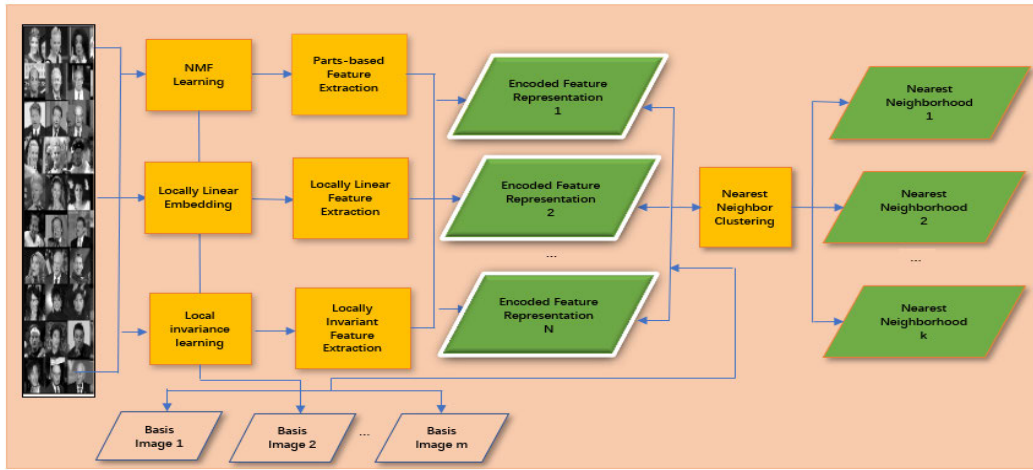 NMF
Learning
Parts-based
Feature
Extraction
Encoded Feature
Representation
1
Nearest
Neighborhood
1
Locally Linear
Embedding
Locally Linear
Feature
Extraction
Encoded Feature
Representation
2
Nearest
Neighbor
Clustering
Nearest
Neighborhood
2
...
...
Local
invariance
learning
Locally
Invariant
Feature
Extraction
Encoded Feature
Representation
N
Nearest
Neighborhood
k
Basis
Image 1
Basis
Image 2
...
Basis
Image m